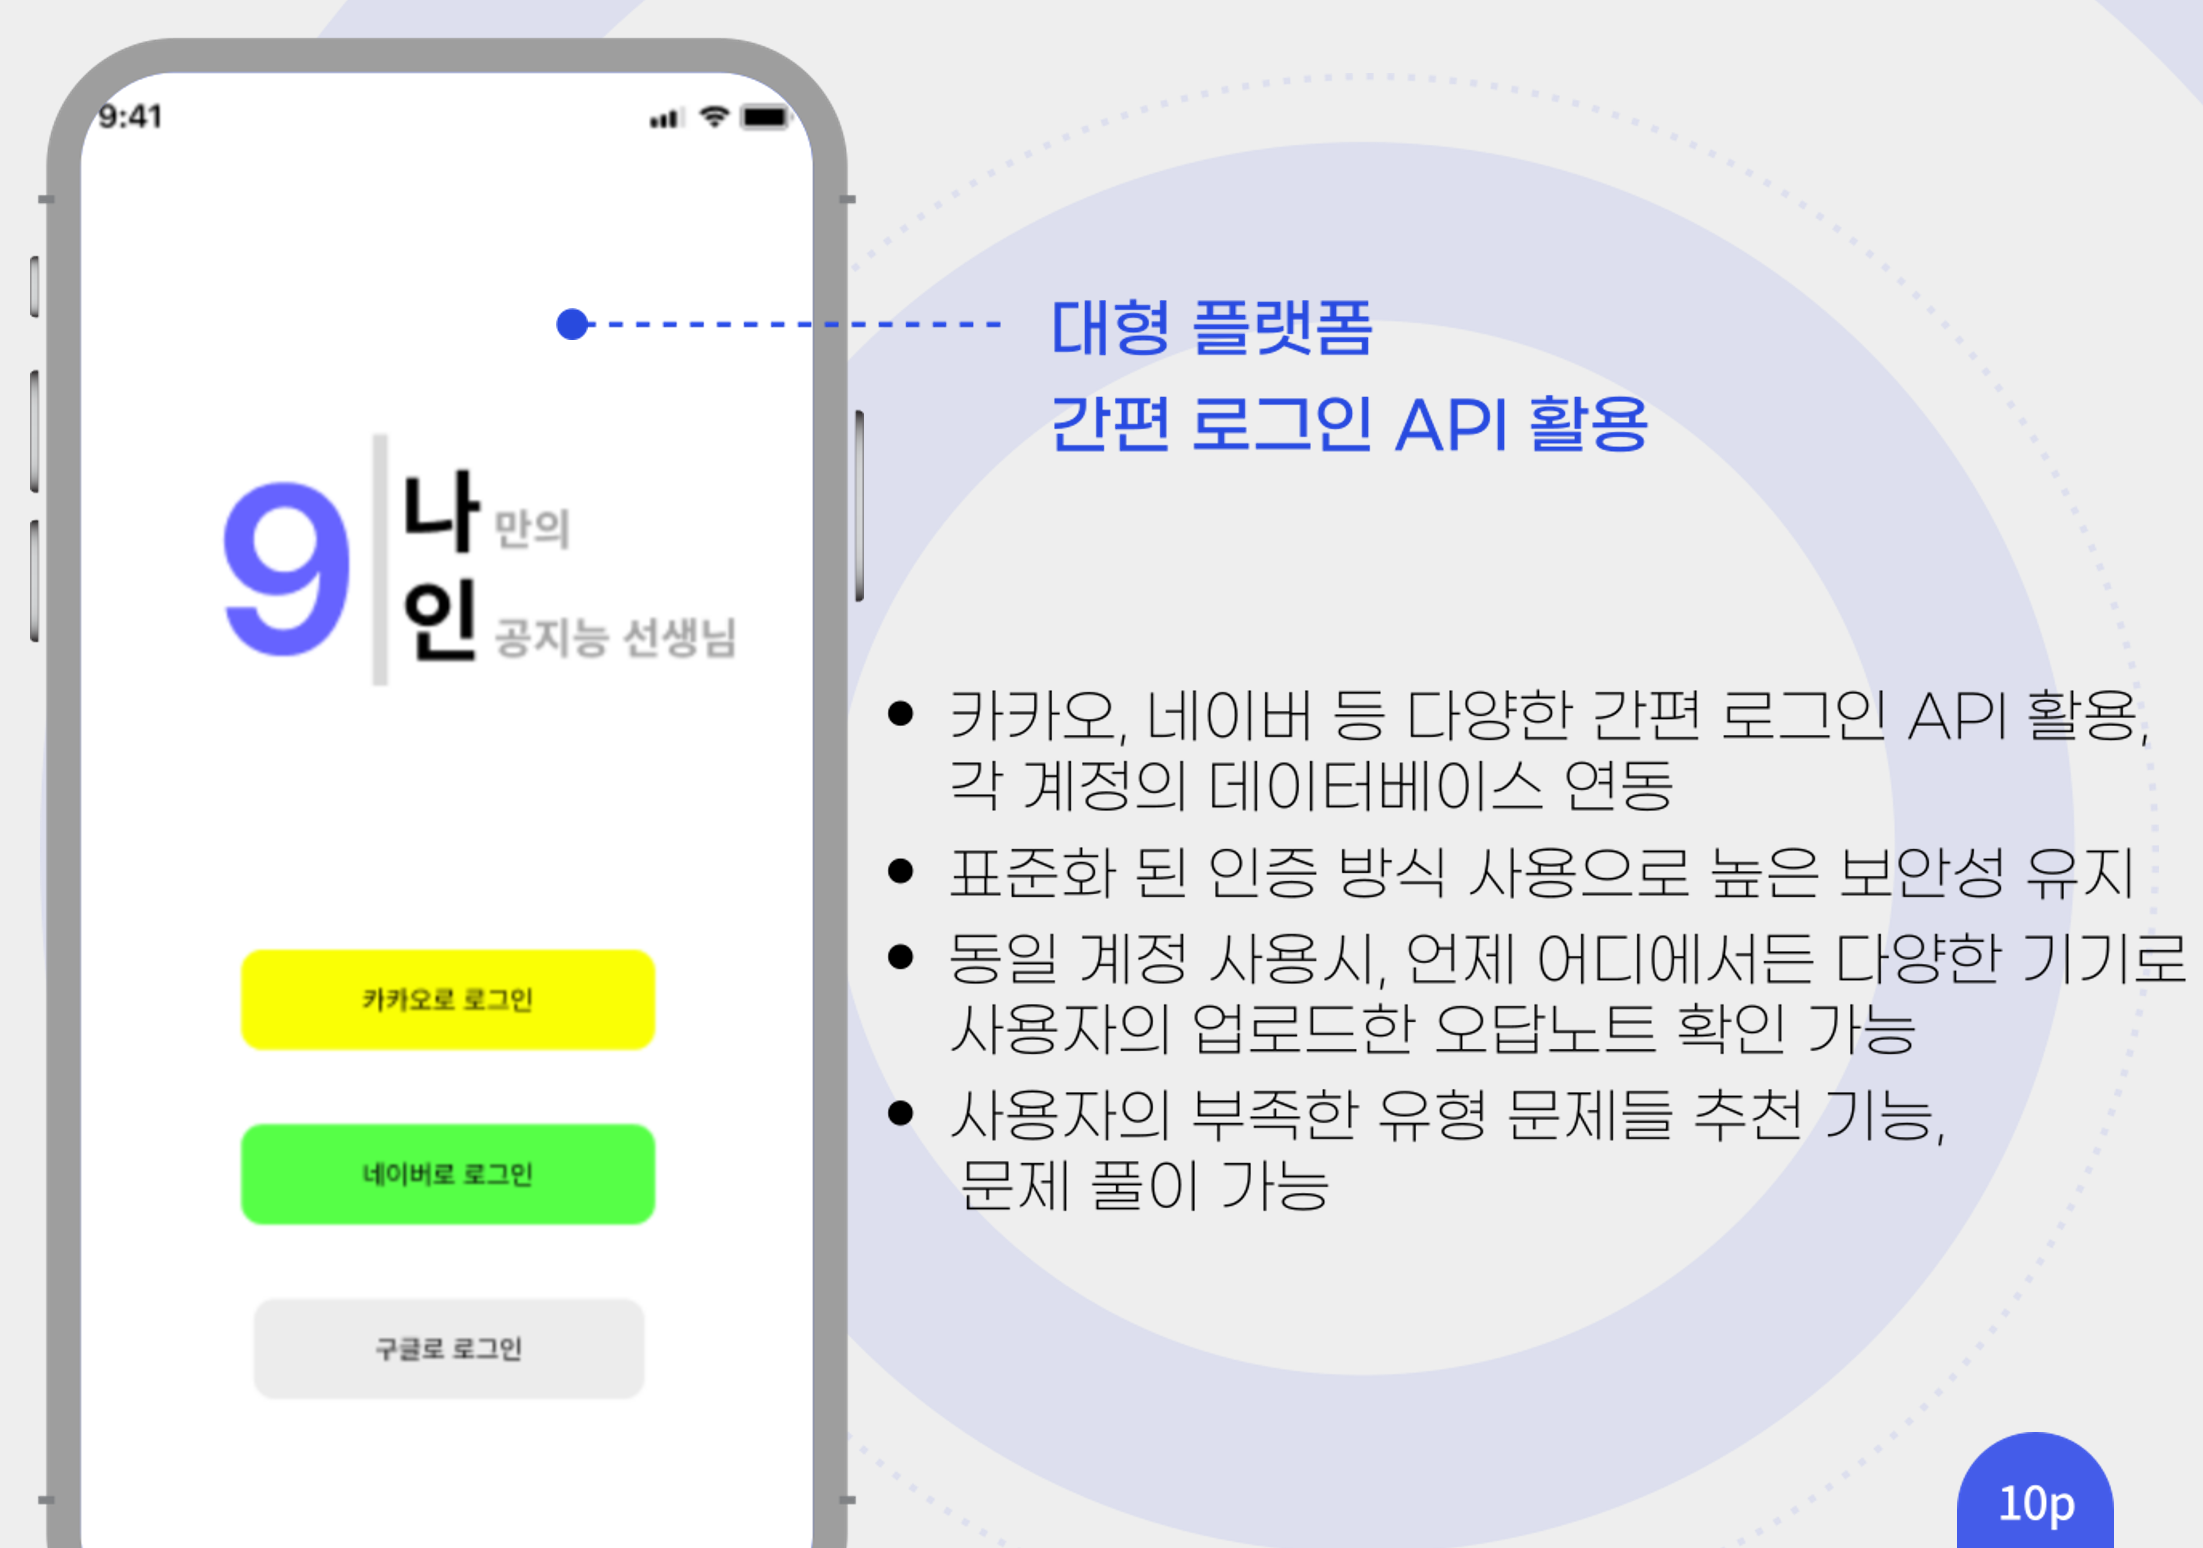 9:41
9
나 만의
인 공지능 선생님
카카오로 로그인
네이버로 로그인
구글로 로그인
대형 플랫폼
간편 로그인 API 활용
● 카카오, 네이버 등 다양한 간편 로그인 API 활용,
각 계정의 데이터베이스 연동
● 표준화 된 인증 방식 사용으로 높은 보안성 유지
● 동일 계정 사용시, 언제 어디에서든 다양한 기기로
사용자의 업로드한 오답노트 확인 가능
● 사용자의 부족한 유형 문제들 추천 기능,
문제 풀이 가능
10p